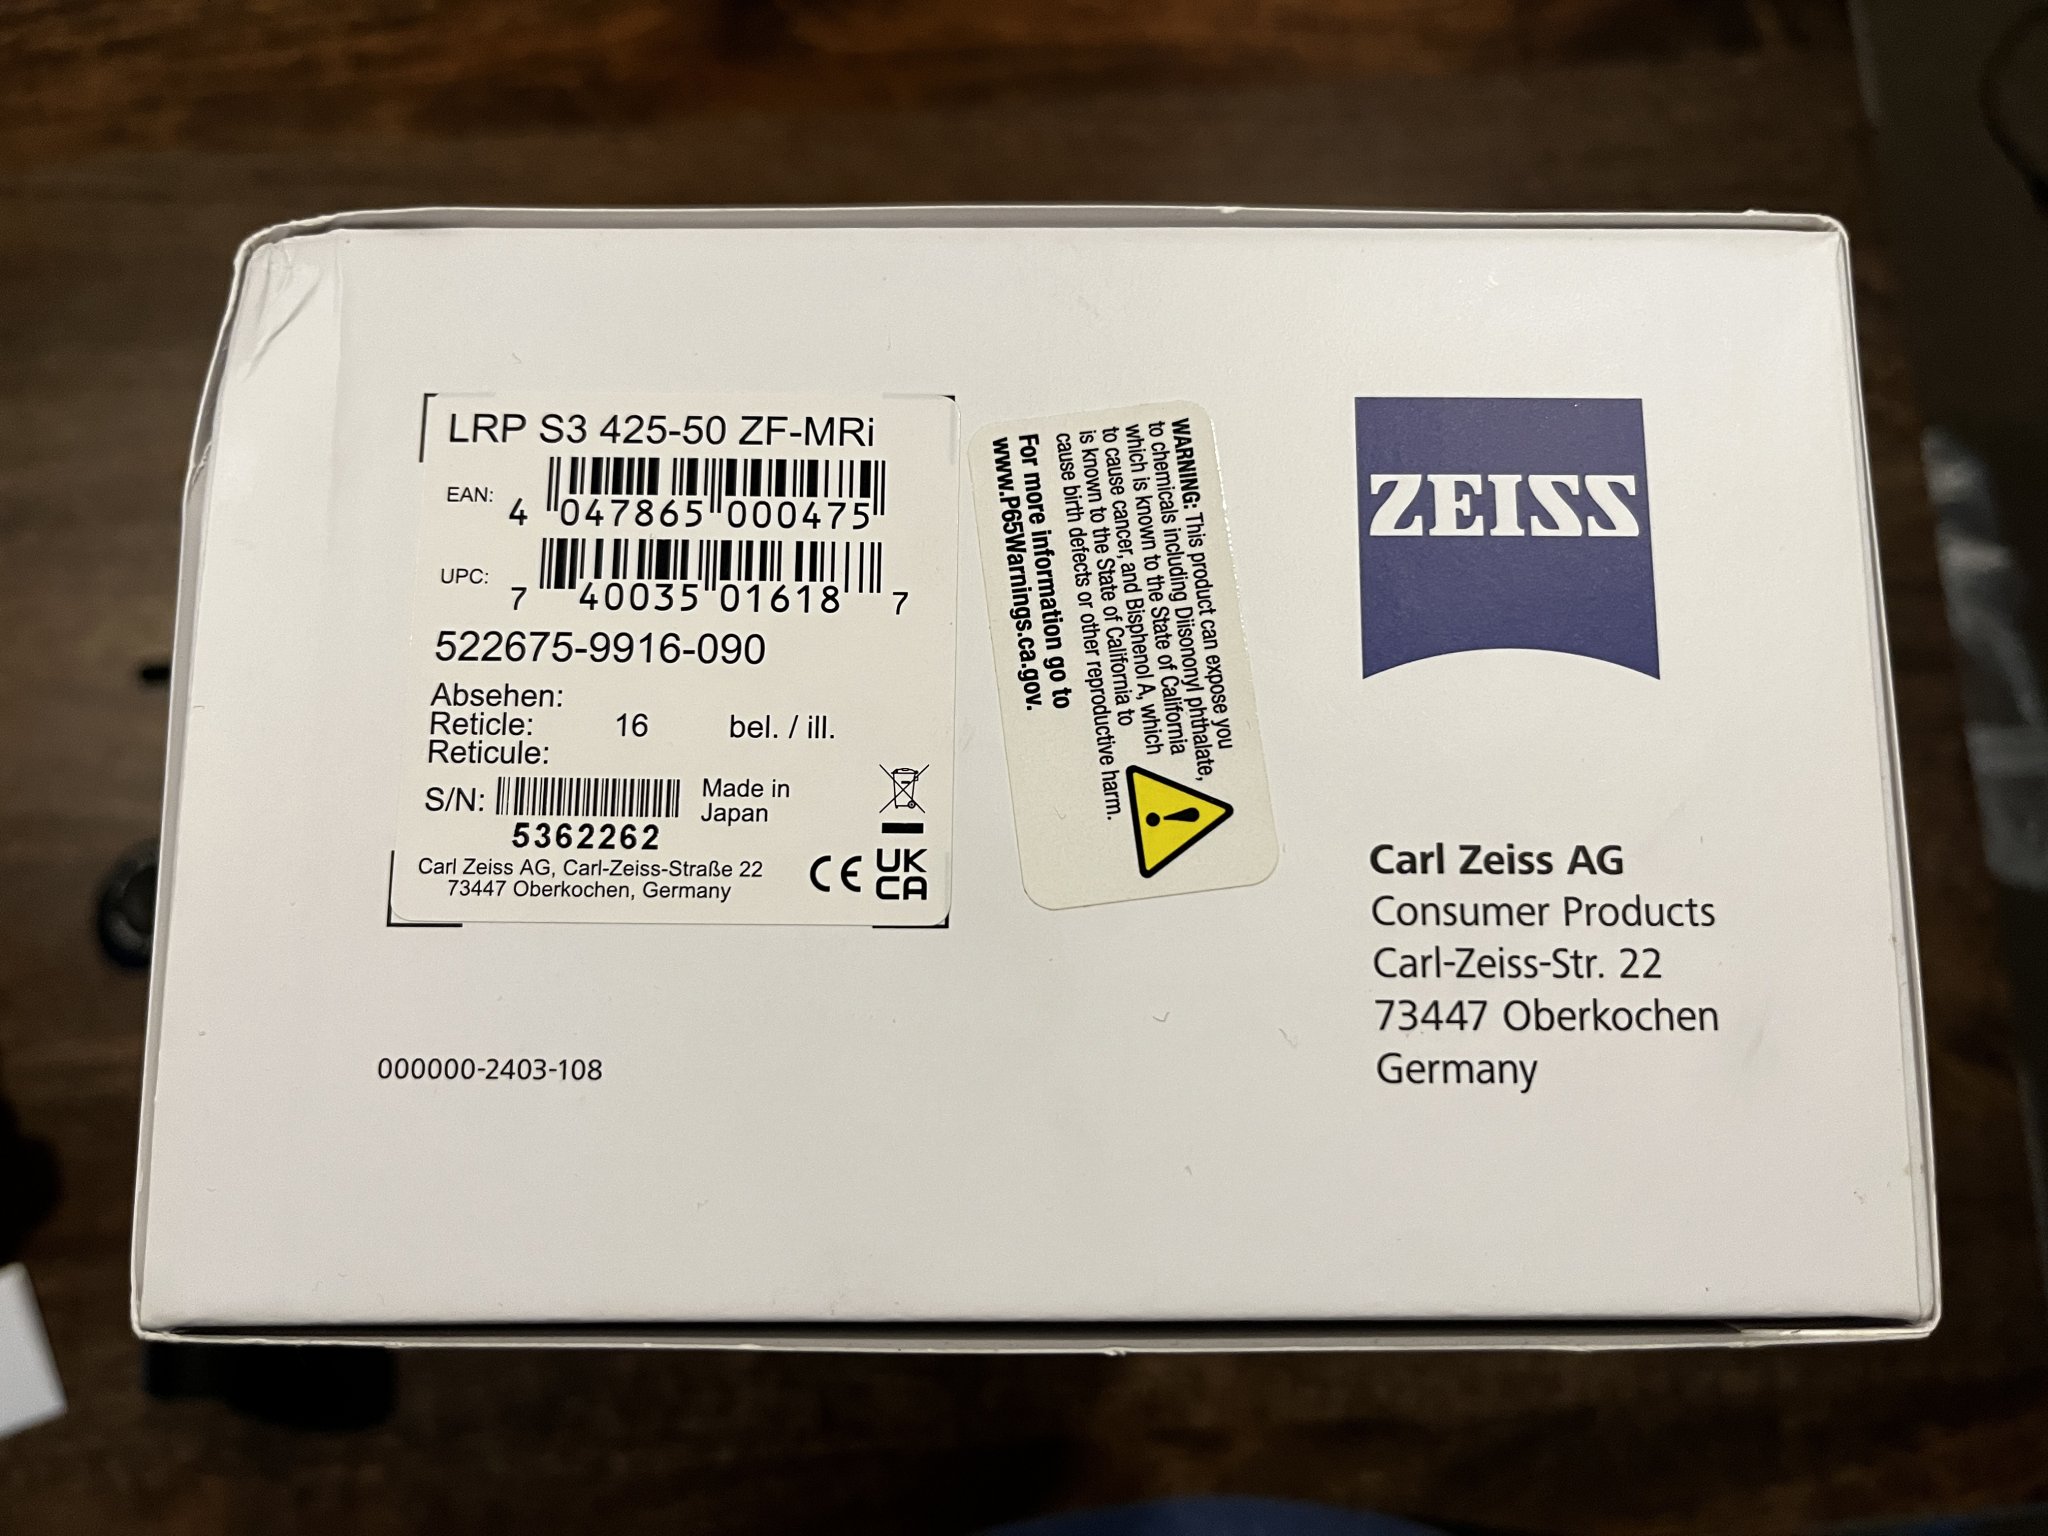 LRP S3 425-50 ZF-MRi
EAN: 4 047865 000475
UPC: 7 40035 01618 7
522675-9916-090
Absehen:
Reticle: 16 bel. / ill.
Reticule:
S/N: Made in
Japan
5362262
Carl Zeiss AG, Carl-Zeiss-Straße 22
73447 Oberkochen, Germany
CE UK
CA
WARNING: This product can expose you
to chemicals including Diisononyl phthalate,
which is known to the State of California
to cause cancer, and Bisphenol A, which
is known to the State of California to
cause birth defects or other reproductive harm.
For more information go to
www.P65Warnings.ca.gov.
ZEISS
Carl Zeiss AG
Consumer Products
Carl-Zeiss-Str. 22
73447 Oberkochen
Germany
000000-2403-108